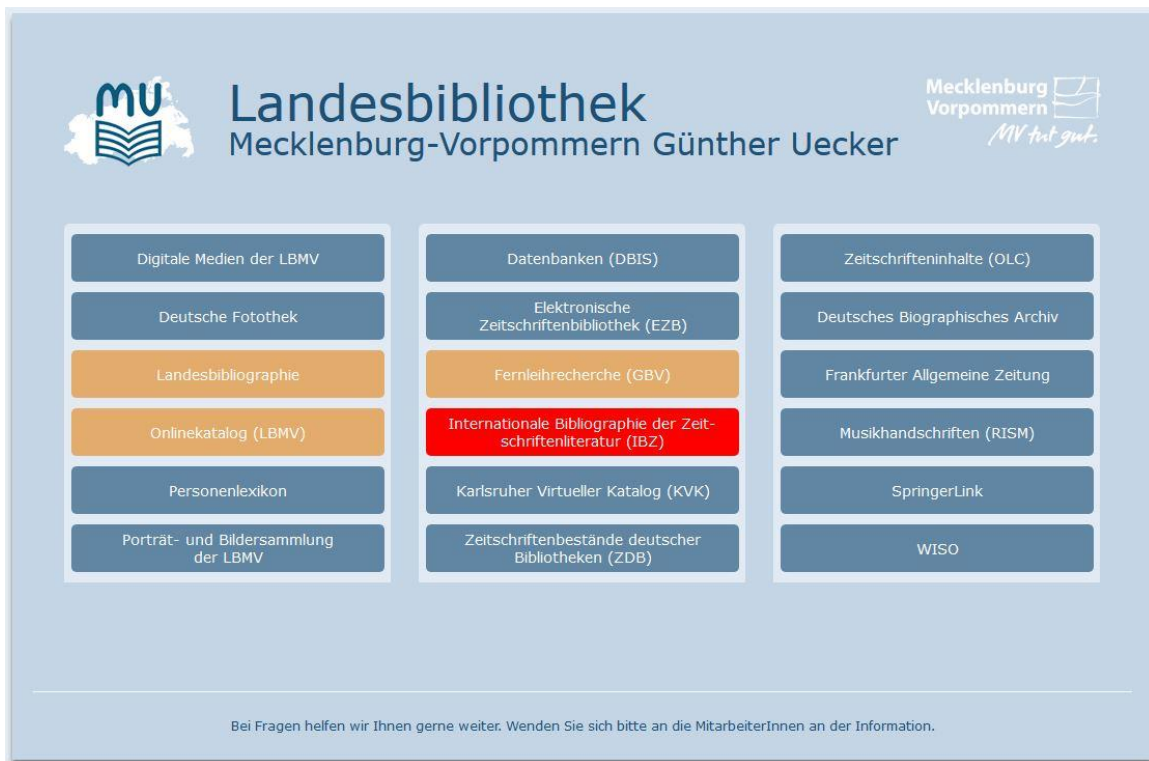 MV
Landesbibliothek
Mecklenburg-Vorpommern Günther Uecker
Mecklenburg
Vorpommern
MV tut gut.
Digitale Medien der LBMV
Deutsche Fotothek
Landesbibliographie
Onlinekatalog (LBMV)
Personenlexikon
Porträt- und Bildersammlung
der LBMV
Datenbanken (DBIS)
Elektronische
Zeitschriftenbibliothek (EZB)
Fernleihrecherche (GBV)
Internationale Bibliographie der Zeit-
schriftenliteratur (IBZ)
Karlsruher Virtueller Katalog (KVK)
Zeitschriftenbestände deutscher
Bibliotheken (ZDB)
Zeitschrifteninhalte (OLC)
Deutsches Biographisches Archiv
Frankfurter Allgemeine Zeitung
Musikhandschriften (RISM)
SpringerLink
WISO
Bei Fragen helfen wir Ihnen gerne weiter. Wenden Sie sich bitte an die MitarbeiterInnen an der Information.